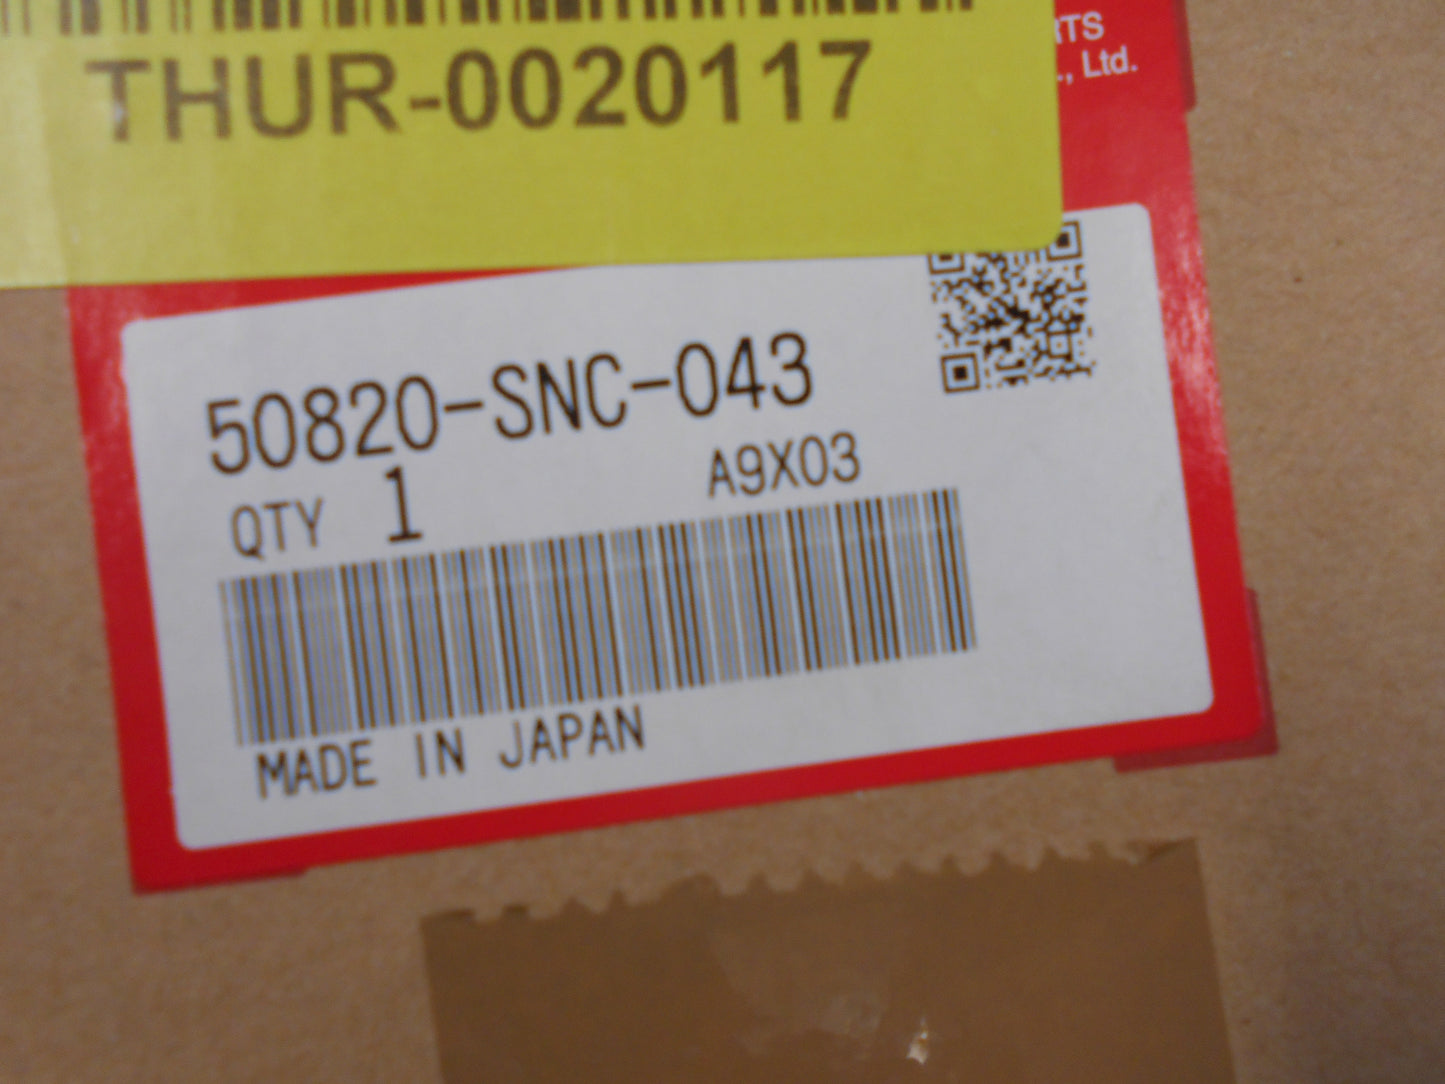 THUR-0020117
., Ltd.
50820-SNC-043
QTY 1 A9X03
MADE IN JAPAN